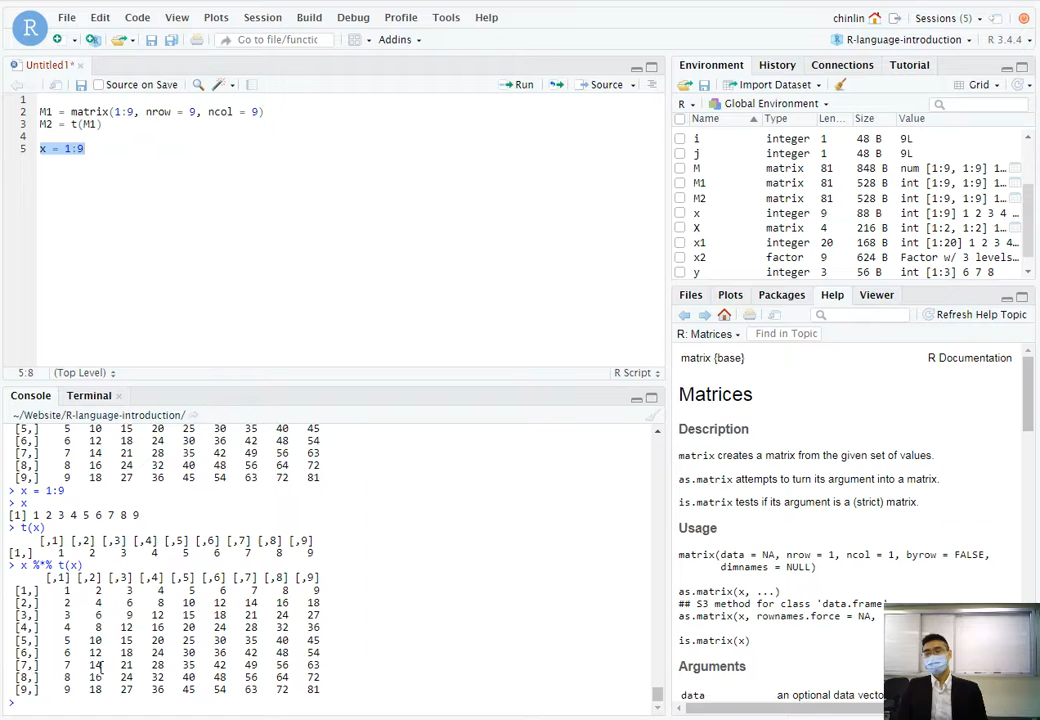 R File Edit Code View Plots Session Build Debug Profile Tools Help chinlin Sessions (5)
Go to file/functic Addins R-language-introduction R 3.4.4
Untitled1*
Source on Save Run Source
1
2 M1 = matrix(1:9, nrow = 9, ncol = 9)
3 M2 = t(M1)
4
5 x = 1:9
5:8 (Top Level) R Script
Console Terminal
~/Website/R-language-introduction/
[5,] 5 10 15 20 25 30 35 40 45
[6,] 6 12 18 24 30 36 42 48 54
[7,] 7 14 21 28 35 42 49 56 63
[8,] 8 16 24 32 40 48 56 64 72
[9,] 9 18 27 36 45 54 63 72 81
> x = 1:9
> x
[1] 1 2 3 4 5 6 7 8 9
> t(x)
[,1] [,2] [,3] [,4] [,5] [,6] [,7] [,8] [,9]
[1,] 1 2 3 4 5 6 7 8 9
> x %*% t(x)
[,1] [,2] [,3] [,4] [,5] [,6] [,7] [,8] [,9]
[1,] 1 2 3 4 5 6 7 8 9
[2,] 2 4 6 8 10 12 14 16 18
[3,] 3 6 9 12 15 18 21 24 27
[4,] 4 8 12 16 20 24 28 32 36
[5,] 5 10 15 20 25 30 35 40 45
[6,] 6 12 18 24 30 36 42 48 54
[7,] 7 14 21 28 35 42 49 56 63
[8,] 8 16 24 32 40 48 56 64 72
[9,] 9 18 27 36 45 54 63 72 81
>
Environment History Connections Tutorial
Import Dataset Grid
R Global Environment
Name Type Len... Size Value
i integer 1 48 B 9L
j integer 1 48 B 9L
M matrix 81 848 B num [1:9, 1:9] 1...
M1 matrix 81 528 B int [1:9, 1:9] 1...
M2 matrix 81 528 B int [1:9, 1:9] 1...
x integer 9 88 B int [1:9] 1 2 3 4 ...
X matrix 4 216 B int [1:2, 1:2] 1...
x1 integer 20 168 B int [1:20] 1 2 3 4...
x2 factor 9 624 B Factor w/ 3 levels...
y integer 3 56 B int [1:3] 6 7 8
Files Plots Packages Help Viewer
Refresh Help Topic
R: Matrices Find in Topic
matrix {base} R Documentation
Matrices
Description
matrix creates a matrix from the given set of values.
as.matrix attempts to turn its argument into a matrix.
is.matrix tests if its argument is a (strict) matrix.
Usage
matrix(data = NA, nrow = 1, ncol = 1, byrow = FALSE,
dimnames = NULL)
as.matrix(x, ...)
## S3 method for class 'data.frame'
as.matrix(x, rownames.force = NA,
is.matrix(x)
Arguments
data an optional data vecto